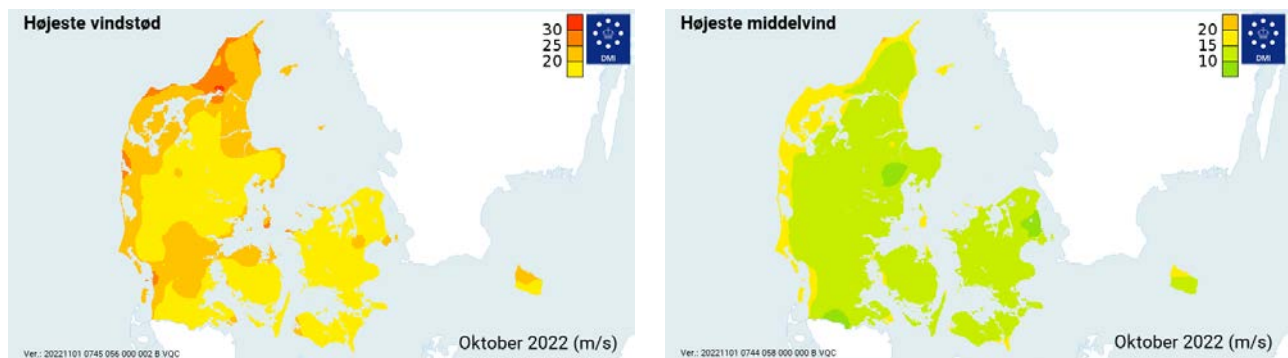 Højeste vindstød
30
25
20
DMI
Oktober 2022 (m/s)
Ver.: 20221101 0745 056 000 002 B VQC
Højeste middelvind
20
15
10
DMI
Oktober 2022 (m/s)
Ver.: 20221101 0744 058 000 000 B VQC